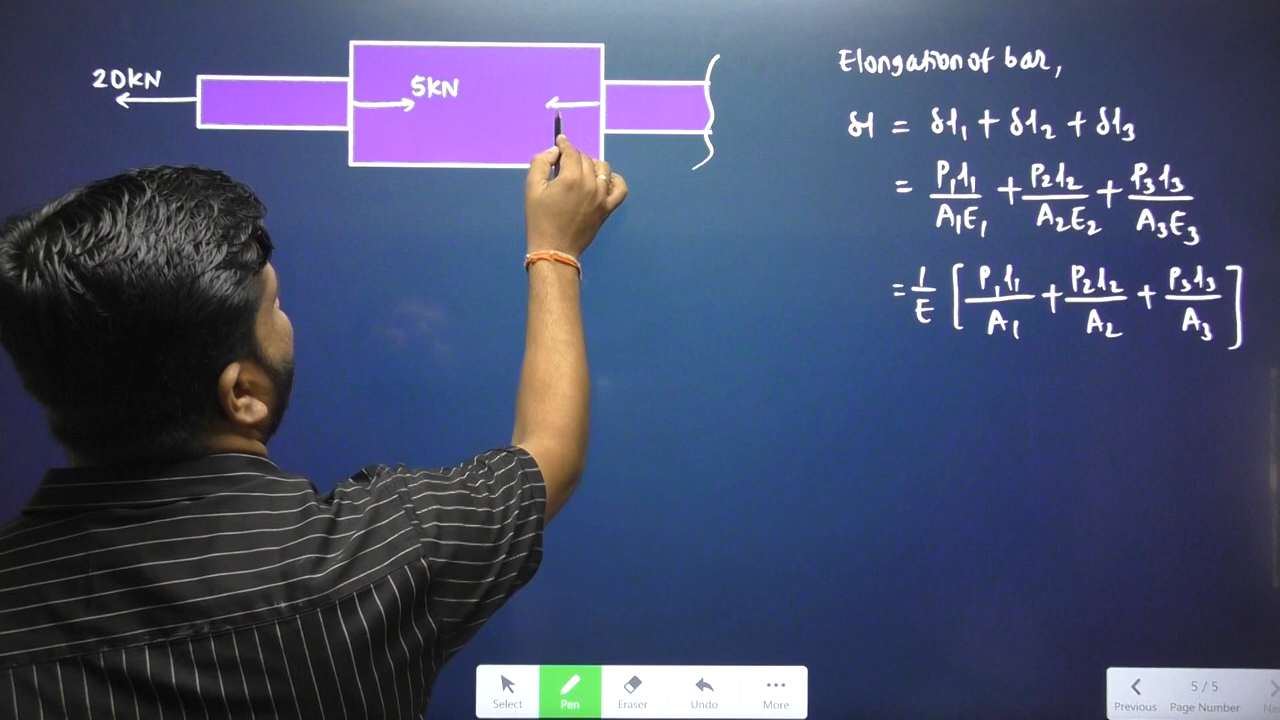 20KN
5KN
Elongation of bar,
δl = δl₁ + δl₂ + δl₃
= P₁l₁/A₁E₁ + P₂l₂/A₂E₂ + P₃l₃/A₃E₃
= 1/E [ P₁l₁/A₁ + P₂l₂/A₂ + P₃l₃/A₃ ]
Select Pen Eraser Undo More
5 / 5
Previous Page Number